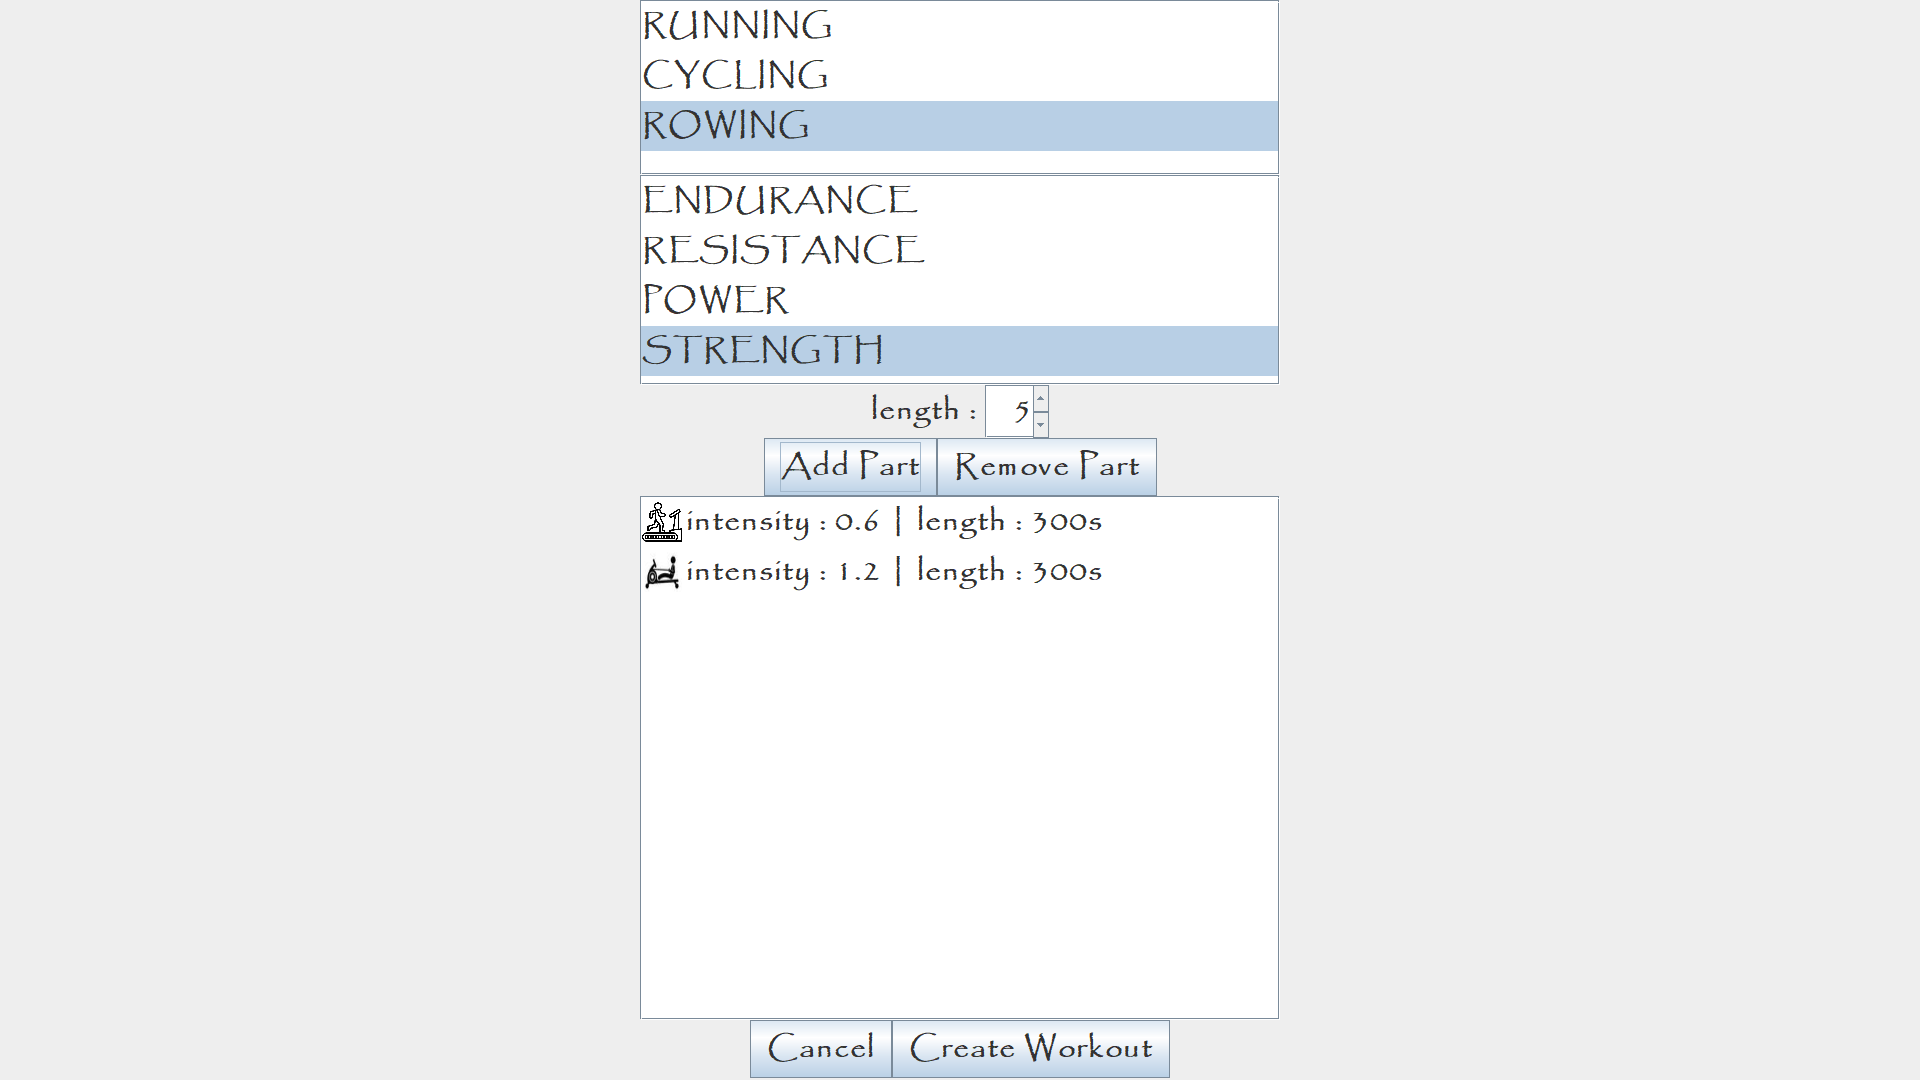 RUNNING
CYCLING
ROWING
ENDURANCE
RESISTANCE
POWER
STRENGTH
length : 5
Add Part Remove Part
intensity : 0.6 | length : 300s
intensity : 1.2 | length : 300s
Cancel Create Workout